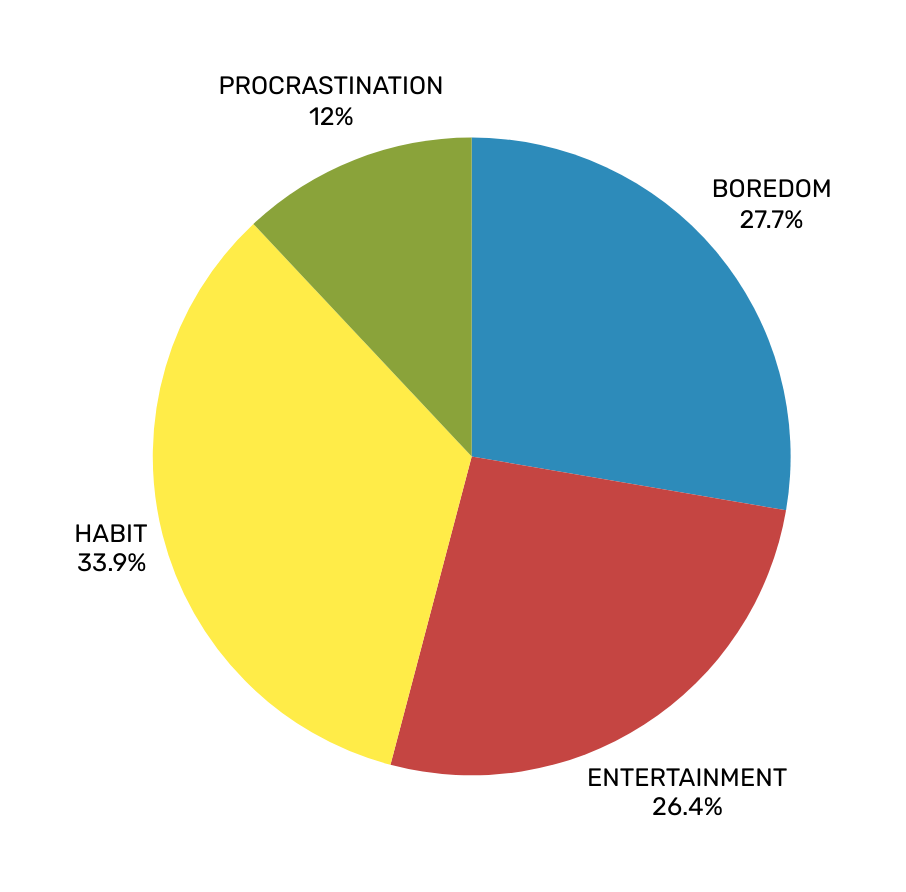 PROCRASTINATION
12%
BOREDOM
27.7%
HABIT
33.9%
ENTERTAINMENT
26.4%